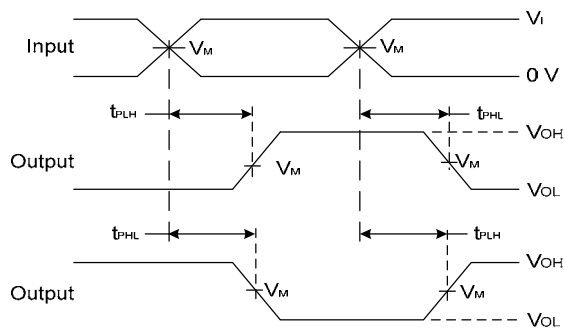 VI
Input VM VM
0 V
tPLH tPHL
VOH
Output VM VM
VOL
tPHL tPLH
VOH
Output VM VM
VOL